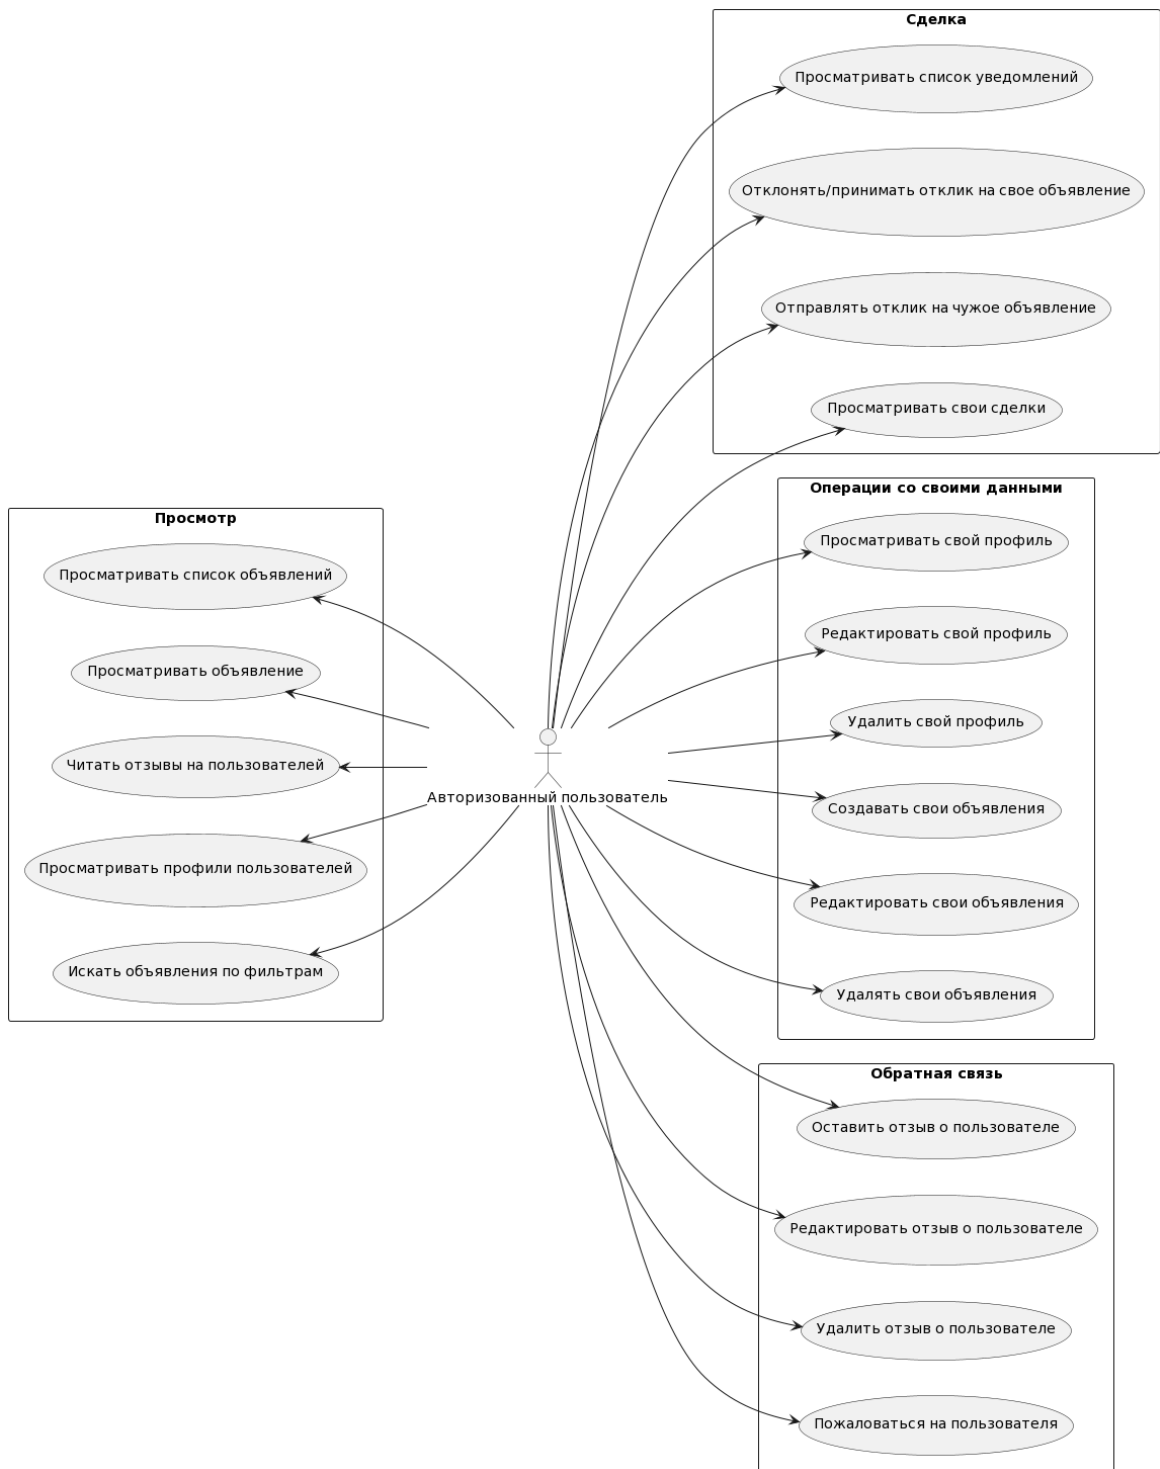 Сделка
Просматривать список уведомлений
Отклонять/принимать отклик на свое объявление
Отправлять отклик на чужое объявление
Просматривать свои сделки
Просмотр
Просматривать список объявлений
Просматривать объявление
Читать отзывы на пользователей
Просматривать профили пользователей
Искать объявления по фильтрам
Авторизованный пользователь
Операции со своими данными
Просматривать свой профиль
Редактировать свой профиль
Удалить свой профиль
Создавать свои объявления
Редактировать свои объявления
Удалять свои объявления
Обратная связь
Оставить отзыв о пользователе
Редактировать отзыв о пользователе
Удалить отзыв о пользователе
Пожаловаться на пользователя